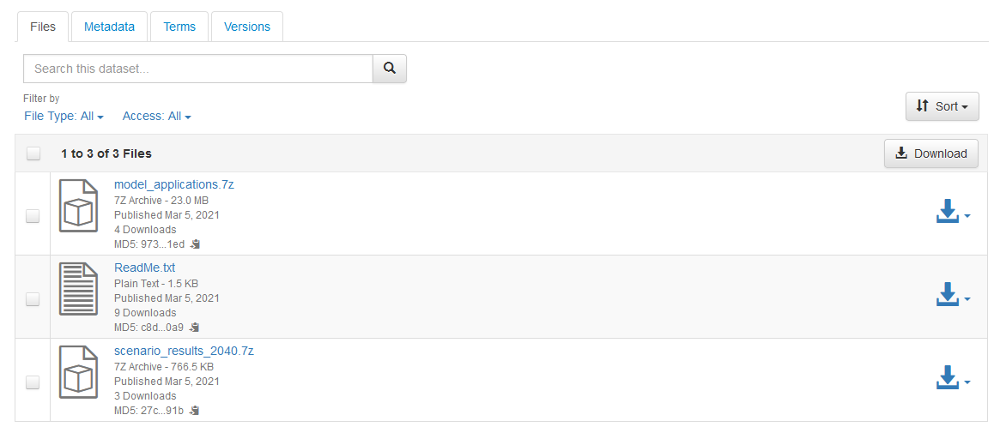 Files Metadata Terms Versions
Search this dataset...
Filter by
File Type: All Access: All
Sort
1 to 3 of 3 Files
Download
model_applications.7z
7Z Archive - 23.0 MB
Published Mar 5, 2021
4 Downloads
MD5: 973...1ed
ReadMe.txt
Plain Text - 1.5 KB
Published Mar 5, 2021
9 Downloads
MD5: c8d...0a9
scenario_results_2040.7z
7Z Archive - 766.5 KB
Published Mar 5, 2021
3 Downloads
MD5: 27c...91b